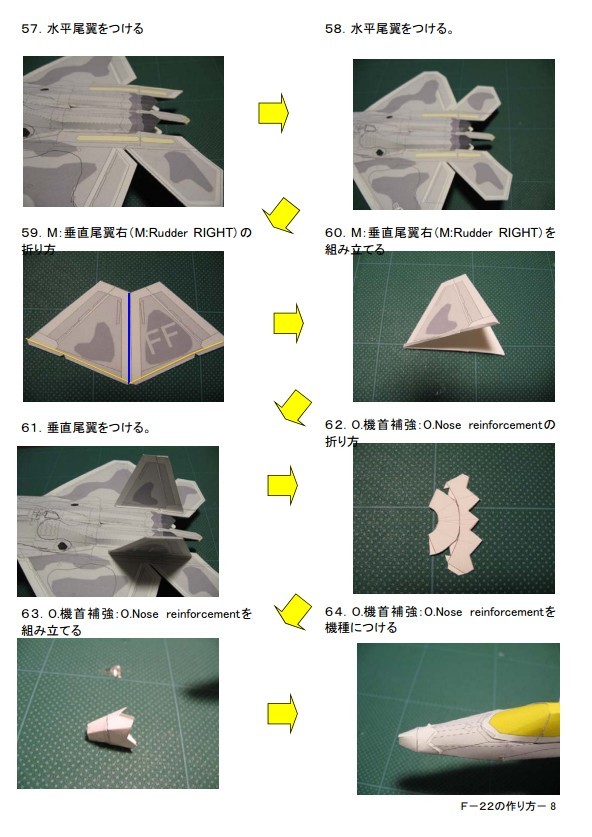 57. 水平尾翼をつける
58. 水平尾翼をつける。
59. M:垂直尾翼右(M:Rudder RIGHT)の
折り方
60. M:垂直尾翼右(M:Rudder RIGHT)を
組み立てる
FF
61. 垂直尾翼をつける。
62. O.機首補強:O.Nose reinforcementの
折り方
63. O.機首補強:O.Nose reinforcementを
組み立てる
64. O.機首補強:O.Nose reinforcementを
機種につける
F-22の作り方- 8